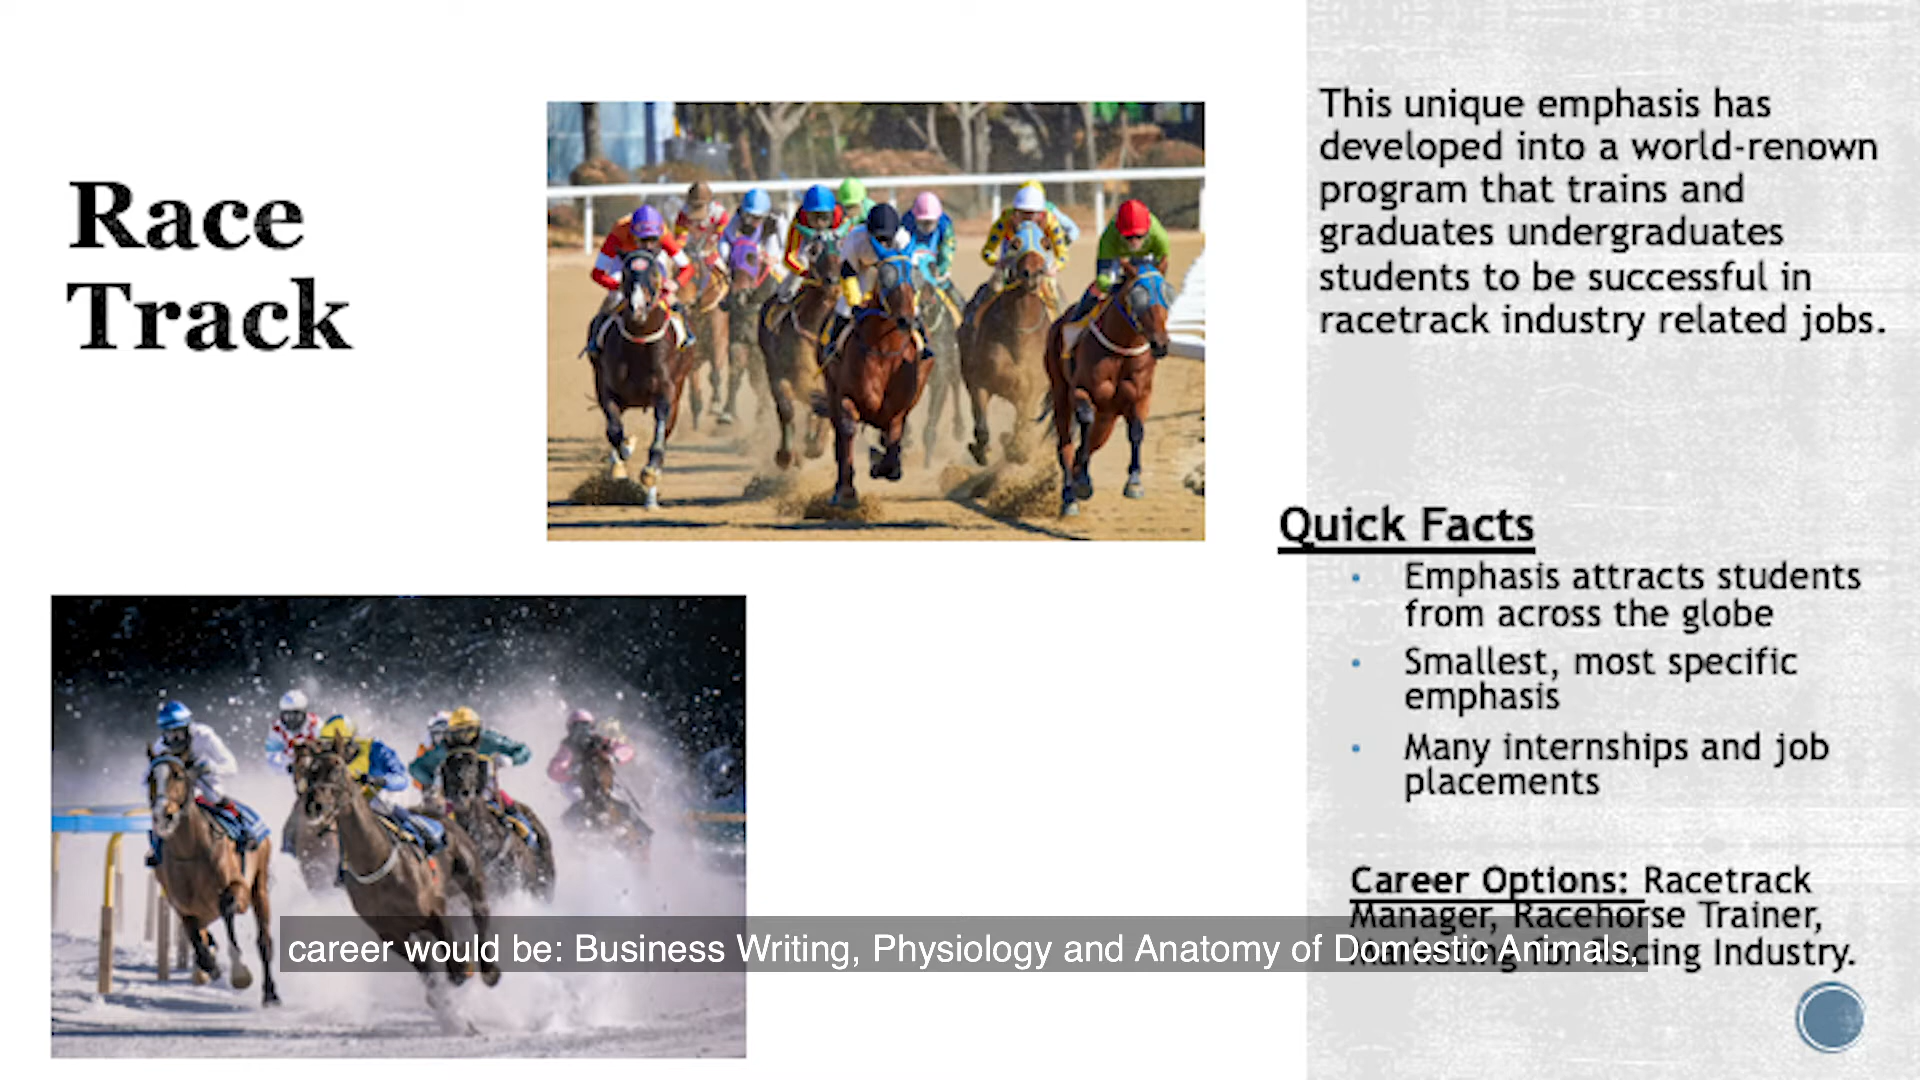 Race
Track
This unique emphasis has
developed into a world-renown
program that trains and
graduates undergraduates
students to be successful in
racetrack industry related jobs.
Quick Facts
• Emphasis attracts students
from across the globe
• Smallest, most specific
emphasis
• Many internships and job
placements
Career Options: Racetrack
Manager, Racehorse Trainer,
Marketing for Racing Industry.
career would be: Business Writing, Physiology and Anatomy of Domestic Animals,